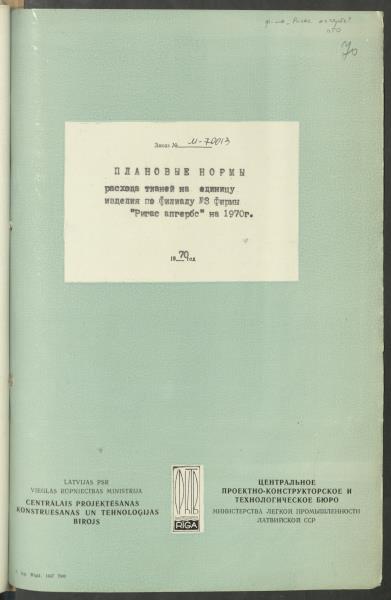 70
Заказ № М-70013
ПЛАНОВЫЕ НОРМЫ
расхода тканей на единицу
изделия по филиалу №3 Фирмы
"Ригас апгербс" на 1970г.
1970 год
LATVIJAS PSR
VIEGLĀS RŪPNIECĪBAS MINISTRIJA
CENTRĀLAIS PROJEKTĒŠANAS
KONSTRUĒŠANAS UN TEHNOLOĢIJAS
BIROJS
RĪGA
ЦЕНТРАЛЬНОЕ
ПРОЕКТНО-КОНСТРУКТОРСКОЕ И
ТЕХНОЛОГИЧЕСКОЕ БЮРО
МИНИСТЕРСТВА ЛЕГКОЙ ПРОМЫШЛЕННОСТИ
ЛАТВИЙСКОЙ ССР